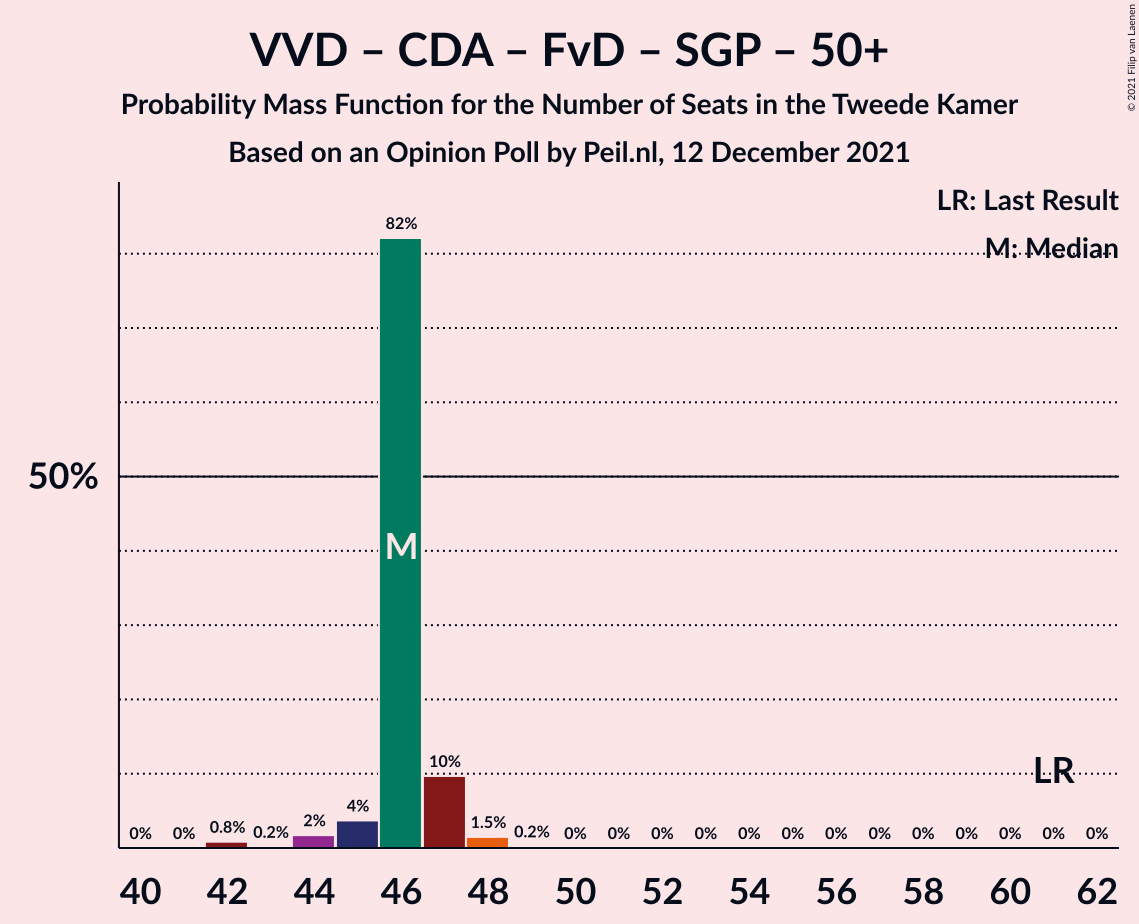 © 2021 Filip van Laenen
VVD – CDA – FvD – SGP – 50+
Probability Mass Function for the Number of Seats in the Tweede Kamer
Based on an Opinion Poll by Peil.nl, 12 December 2021
LR: Last Result
M: Median
82%
50%
M
10%
LR
4%
2%
1.5%
0.8%
0.2%
0.2%
0% 0% 0% 0% 0% 0% 0% 0% 0% 0% 0% 0% 0% 0% 0%
40 42 44 46 48 50 52 54 56 58 60 62